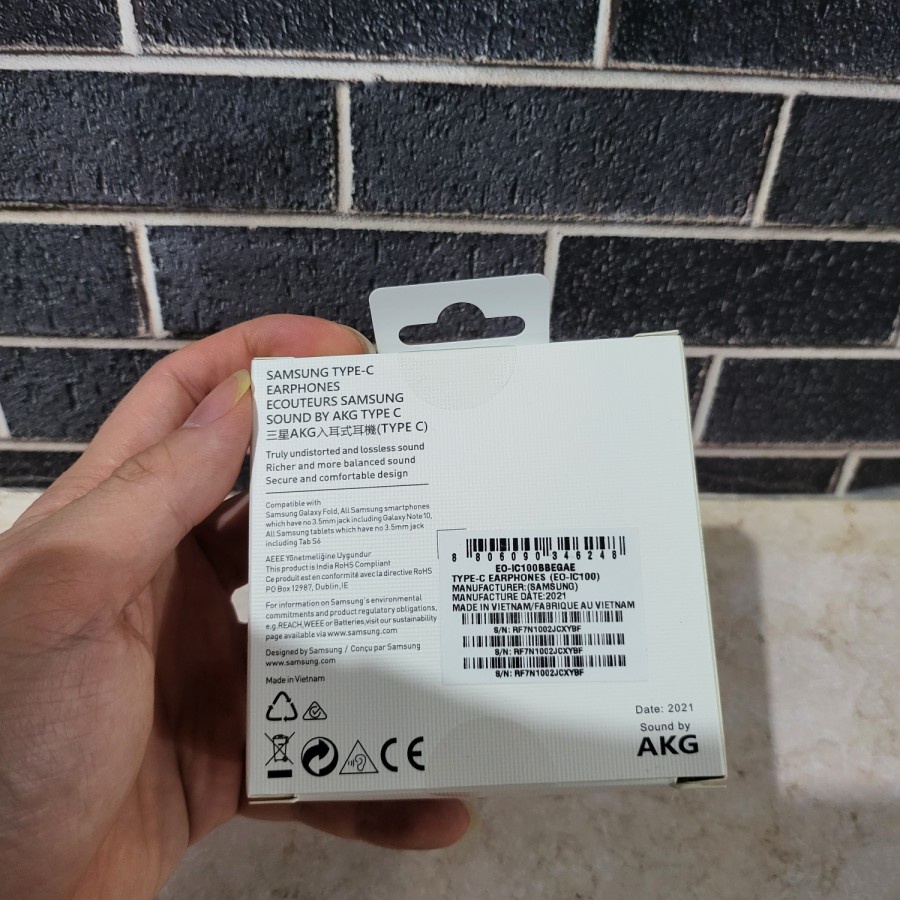 SAMSUNG TYPE-C
EARPHONES
ECOUTEURS SAMSUNG
SOUND BY AKG TYPE C
三星AKG入耳式耳機(TYPE C)
Truly undistorted and lossless sound
Richer and more balanced sound
Secure and comfortable design
Compatible with
Samsung Galaxy Fold, All Samsung smartphones
which have no 3.5mm jack including Galaxy Note10,
All Samsung tablets which have no 3.5mm jack
including Tab S6
AEEE Yönetmeliğine Uygundur
This product is India RoHS Compliant
Ce produit est en conformité avec la directive RoHS
PO Box 12987, Dublin, IE
For information on Samsung's environmental
commitments and product regulatory obligations,
e.g.REACH,WEEE or Batteries,visit our sustainability
page available via www.samsung.com
Designed by Samsung / Conçu par Samsung
www.samsung.com
Made in Vietnam
CE
8 806090 346248
EO-IC100BBEGAE
TYPE-C EARPHONES (EO-IC100)
MANUFACTURER:(SAMSUNG)
MANUFACTURE DATE:2021
MADE IN VIETNAM/FABRIQUE AU VIETNAM
S/N: RF7N1002JCXYBF
S/N: RF7N1002JCXYBF
S/N: RF7N1002JCXYBF
Date: 2021
Sound by
AKG